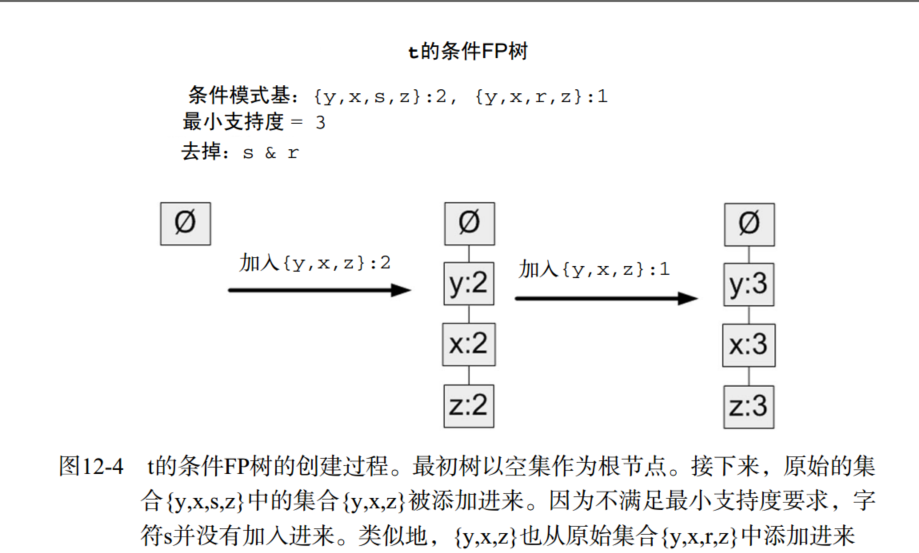 t的条件FP树
条件模式基：{y,x,s,z}:2, {y,x,r,z}:1
最小支持度 = 3
去掉：s & r
Ø
加入{y,x,z}:2
Ø
y:2
x:2
z:2
加入{y,x,z}:1
Ø
y:3
x:3
z:3
图12-4 t的条件FP树的创建过程。最初树以空集作为根节点。接下来，原始的集
合{y,x,s,z}中的集合{y,x,z}被添加进来。因为不满足最小支持度要求，字
符s并没有加入进来。类似地，{y,x,z}也从原始集合{y,x,r,z}中添加进来